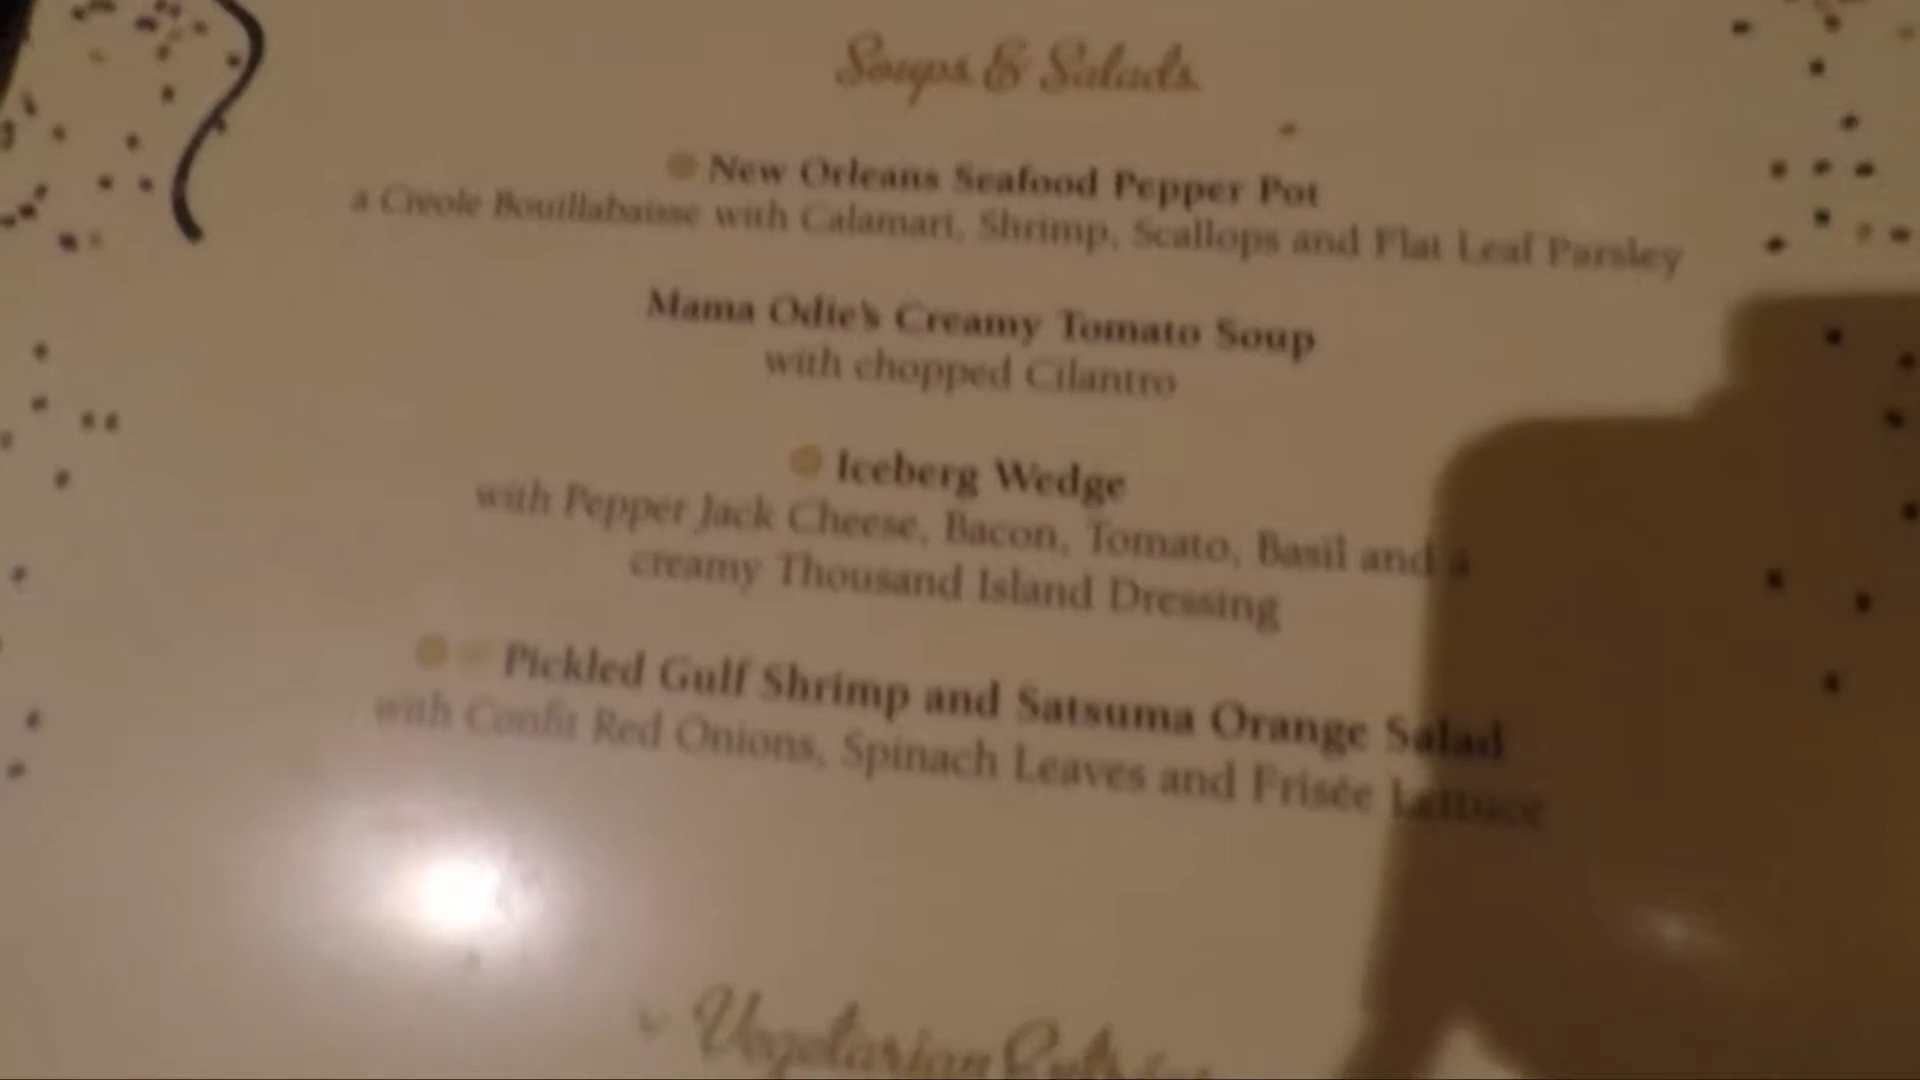 Soups & Salads
New Orleans Seafood Pepper Pot
a Creole Bouillabaisse with Calamari, Shrimp, Scallops and Flat Leaf Parsley
Mama Odie's Creamy Tomato Soup
with chopped Cilantro
Iceberg Wedge
with Pepper Jack Cheese, Bacon, Tomato, Basil and a
creamy Thousand Island Dressing
Pickled Gulf Shrimp and Satsuma Orange Salad
with Confit Red Onions, Spinach Leaves and Frisée Lettuce
Vegetarian